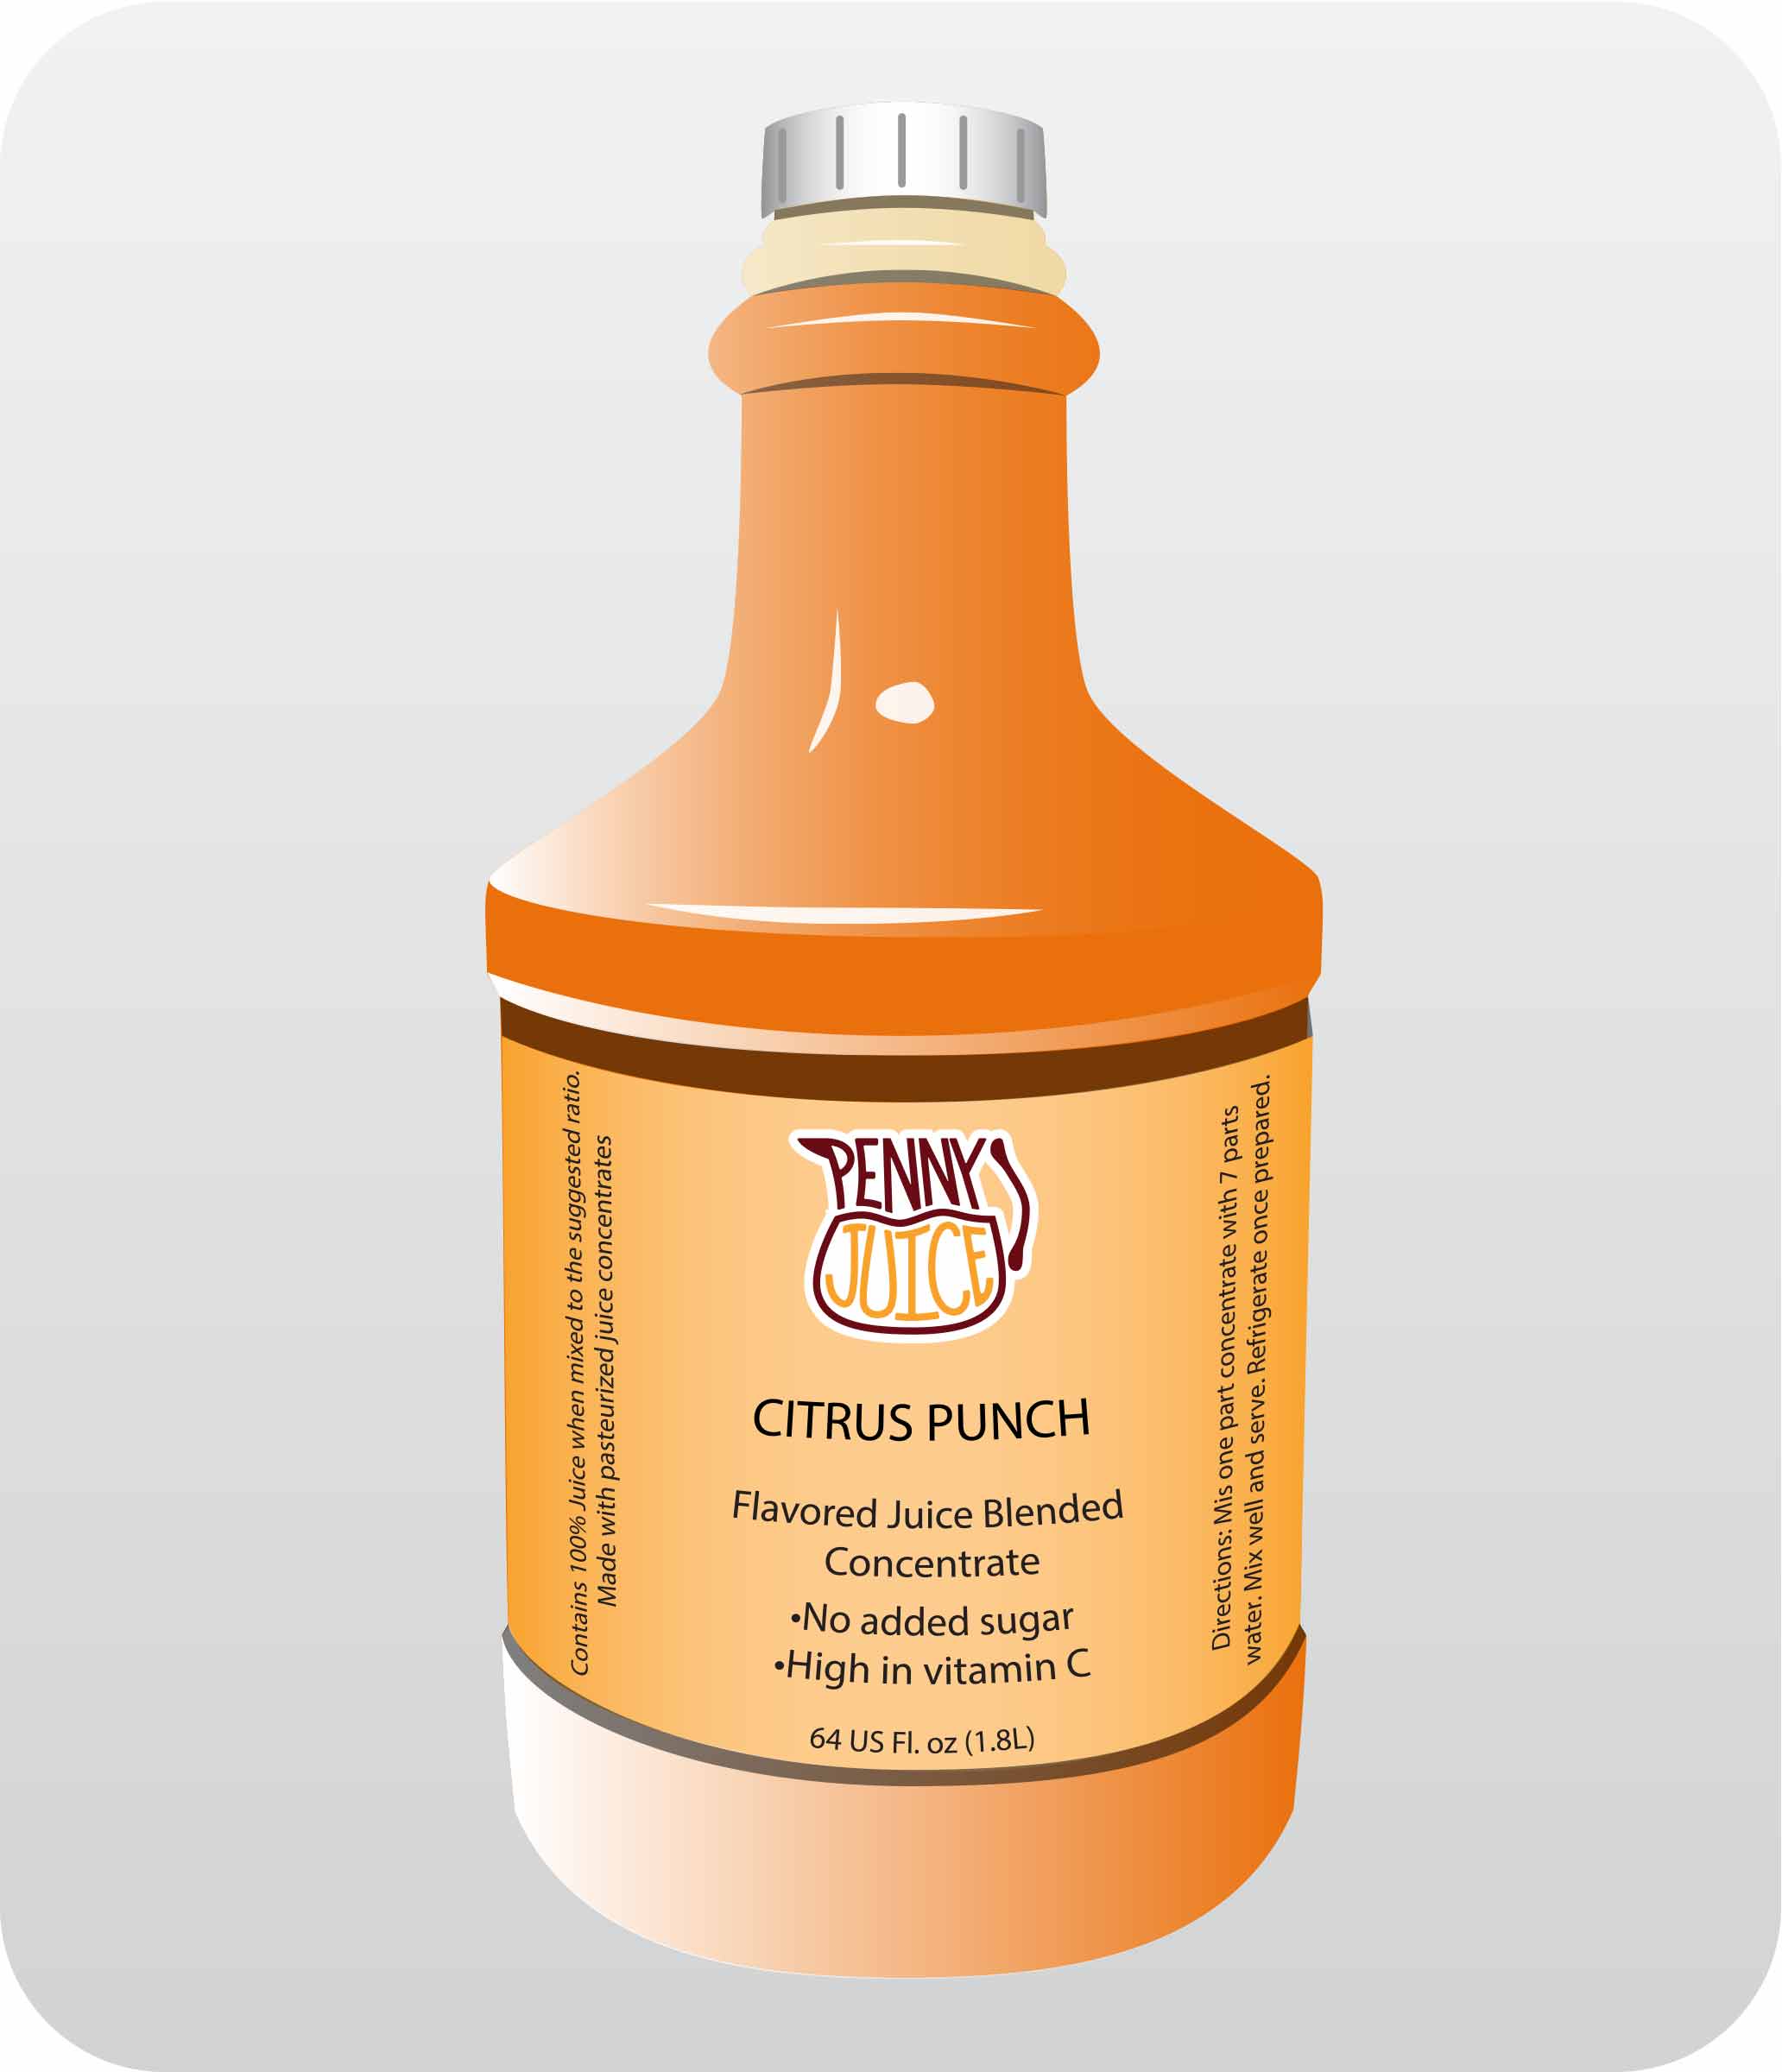 PENNY
JUICE
CITRUS PUNCH
Flavored Juice Blended
Concentrate
•No added sugar
•High in vitamin C
64 US Fl. oz (1.8L)
Contains 100% Juice when mixed to the suggested ratio.
Made with pasteurized juice concentrates
Directions: Mis one part concentrate with 7 parts
water. Mix well and serve. Refrigerate once prepared.